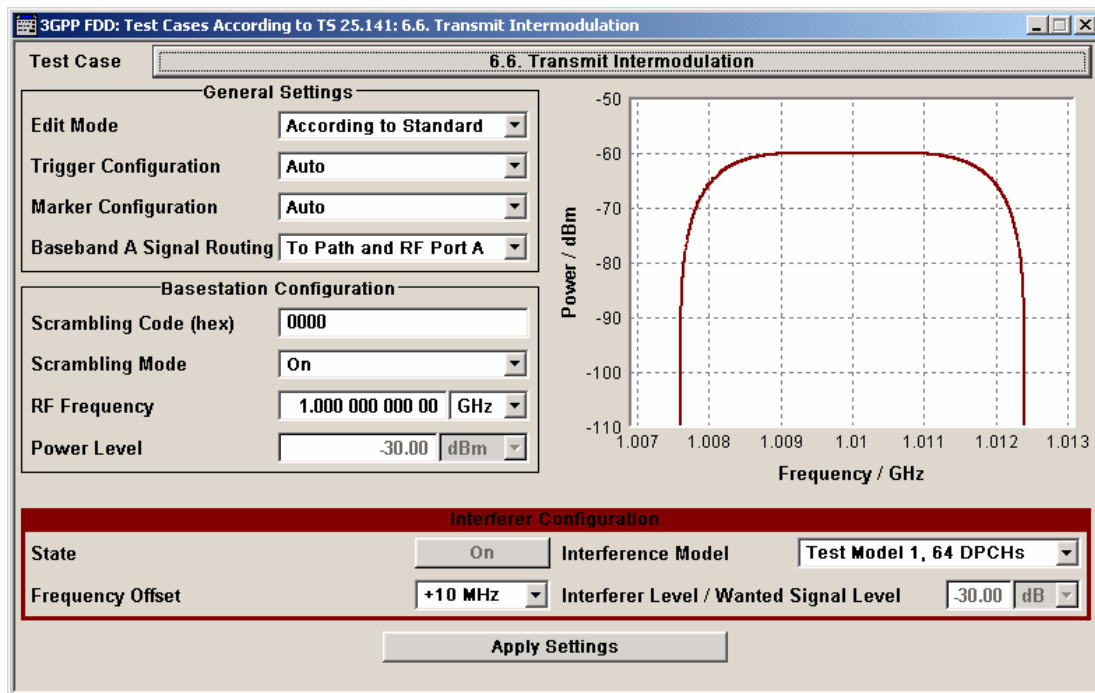 3GPP FDD: Test Cases According to TS 25.141: 6.6. Transmit Intermodulation
Test Case
6.6. Transmit Intermodulation
General Settings
Edit Mode According to Standard
Trigger Configuration Auto
Marker Configuration Auto
Baseband A Signal Routing To Path and RF Port A
Basestation Configuration
Scrambling Code (hex) 0000
Scrambling Mode On
RF Frequency 1.000 000 000 00 GHz
Power Level -30.00 dBm
Power / dBm
-50
-60
-70
-80
-90
-100
-110
1.007 1.008 1.009 1.01 1.011 1.012 1.013
Frequency / GHz
Interferer Configuration
State On Interference Model Test Model 1, 64 DPCHs
Frequency Offset +10 MHz Interferer Level / Wanted Signal Level -30.00 dB
Apply Settings